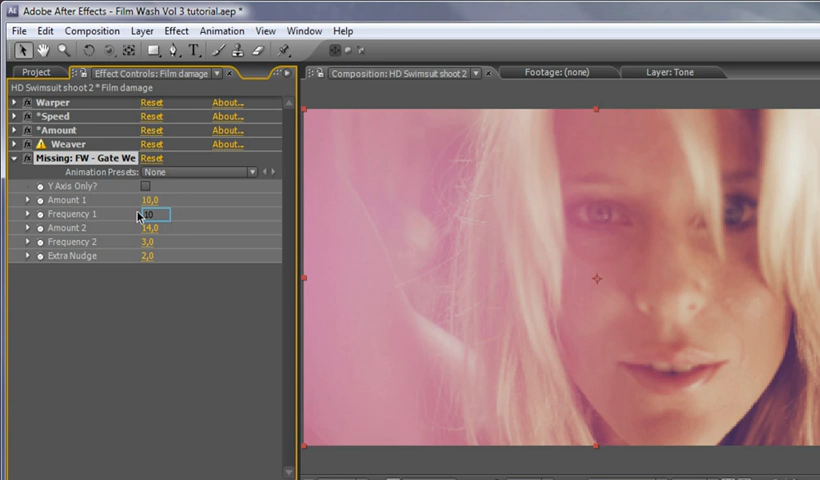 Adobe After Effects - Film Wash Vol 3 tutorial.aep *
File Edit Composition Layer Effect Animation View Window Help
Project Effect Controls: Film damage Composition: HD Swimsuit shoot 2 Footage: (none) Layer: Tone
HD Swimsuit shoot 2 * Film damage
Warper Reset About...
*Speed Reset About...
*Amount Reset About...
Weaver Reset About...
Missing: FW - Gate We Reset
Animation Presets: None
Y Axis Only?
Amount 1 10,0
Frequency 1 10
Amount 2 14,0
Frequency 2 3,0
Extra Nudge 2,0